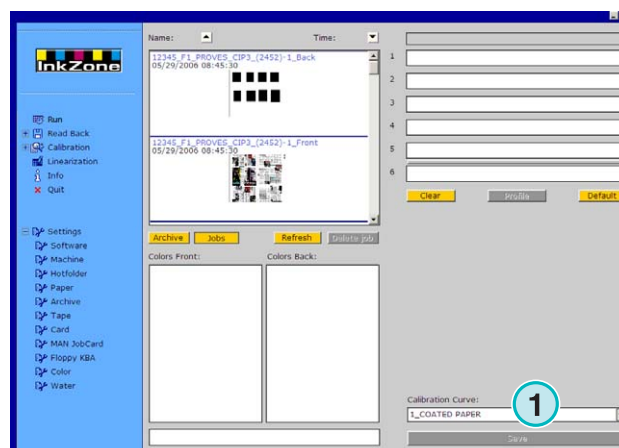 InkZone
Run
Read Back
Calibration
Linearization
Info
Quit
Settings
Software
Machine
Hotfolder
Paper
Archive
Tape
Card
MAN JobCard
Floppy KBA
Color
Water
Name: Time:
12345_F1_PROVES_CIP3_(2452)-1_Back
05/29/2006 08:45:30
12345_F1_PROVES_CIP3_(2452)-1_Front
05/29/2006 08:45:30
Archive Jobs Refresh Delete job
Colors Front: Colors Back:
1
2
3
4
5
6
Clear Profile Default
Calibration Curve:
1_COATED PAPER
1
Save